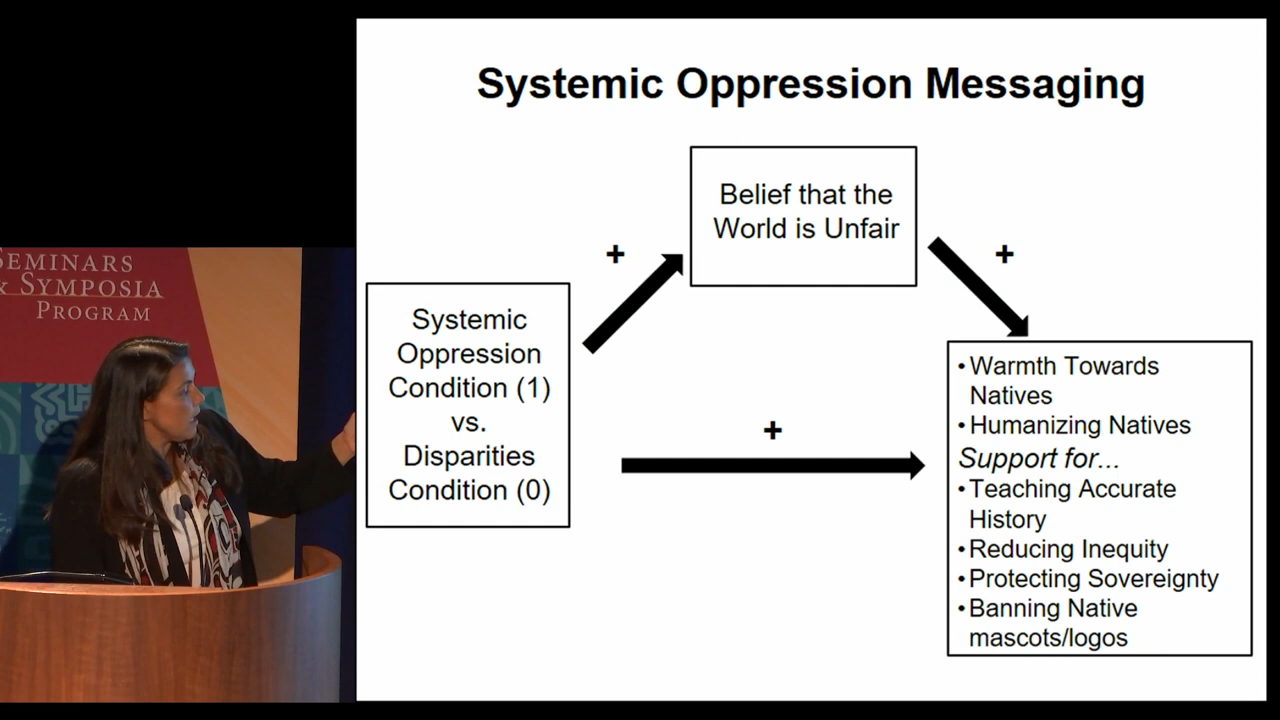 SEMINARS
& SYMPOSIA
PROGRAM
Systemic Oppression Messaging
Belief that the
World is Unfair
+
+
Systemic
Oppression
Condition (1)
vs.
Disparities
Condition (0)
+
•Warmth Towards
Natives
•Humanizing Natives
Support for...
•Teaching Accurate
History
•Reducing Inequity
•Protecting Sovereignty
•Banning Native
mascots/logos